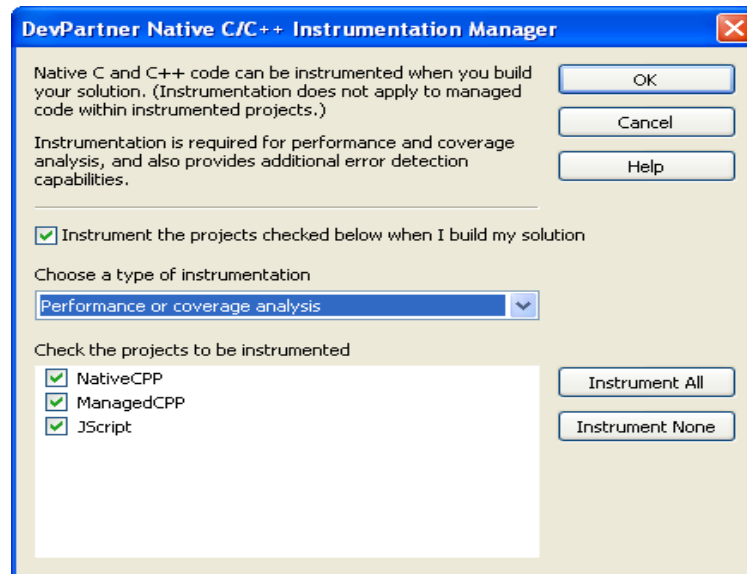 DevPartner Native C/C++ Instrumentation Manager
Native C and C++ code can be instrumented when you build
your solution. (Instrumentation does not apply to managed
code within instrumented projects.)
Instrumentation is required for performance and coverage
analysis, and also provides additional error detection
capabilities.
OK
Cancel
Help
Instrument the projects checked below when I build my solution
Choose a type of instrumentation
Performance or coverage analysis
Check the projects to be instrumented
NativeCPP
ManagedCPP
JScript
Instrument All
Instrument None